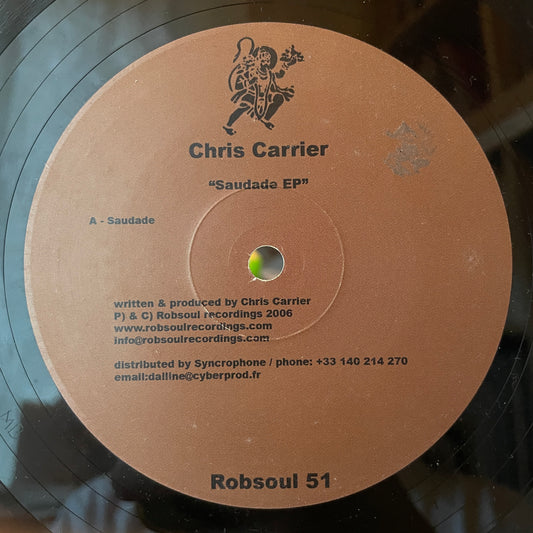 Chris Carrier
“Saudade EP”
A - Saudade
written & produced by Chris Carrier
P) & C) Robsoul recordings 2006
www.robsoulrecordings.com
info@robsoulrecordings.com
distributed by Syncrophone / phone: +33 140 214 270
email:dalline@cyberprod.fr
Robsoul 51